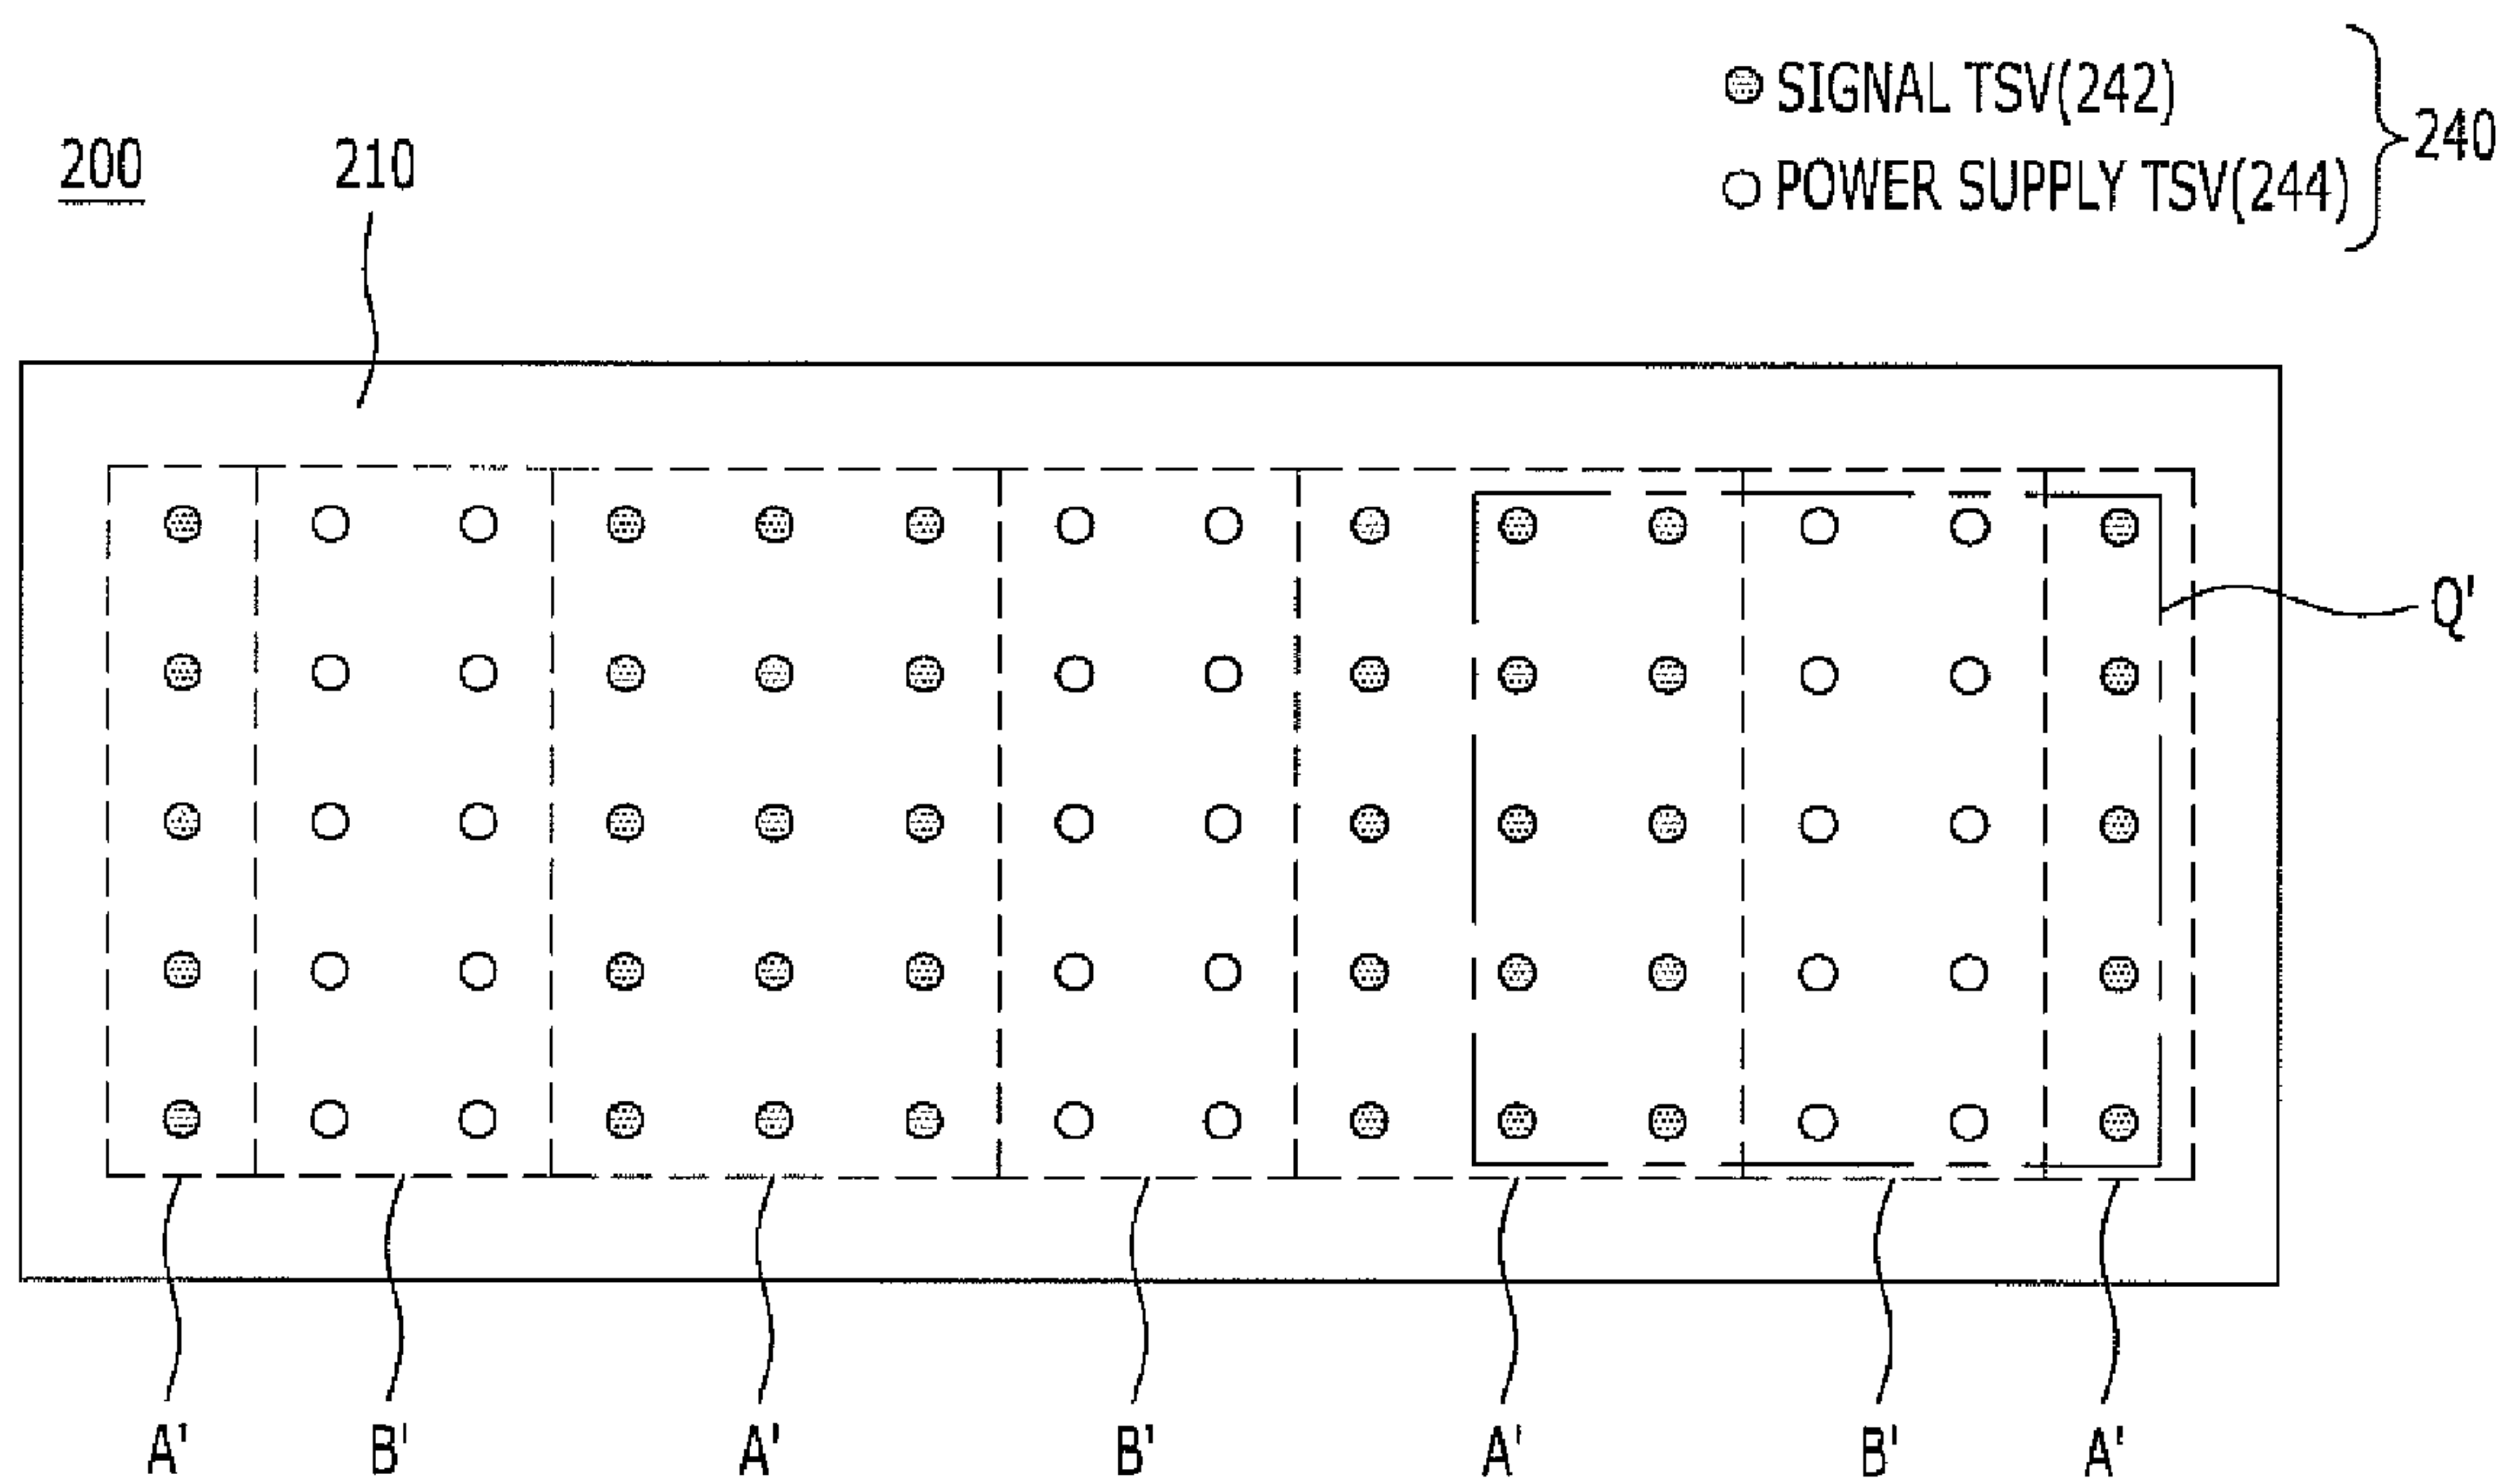 SIGNAL TSV(242)
POWER SUPPLY TSV(244)
240
200
210
Q'
A' B' A' B' A' B' A'